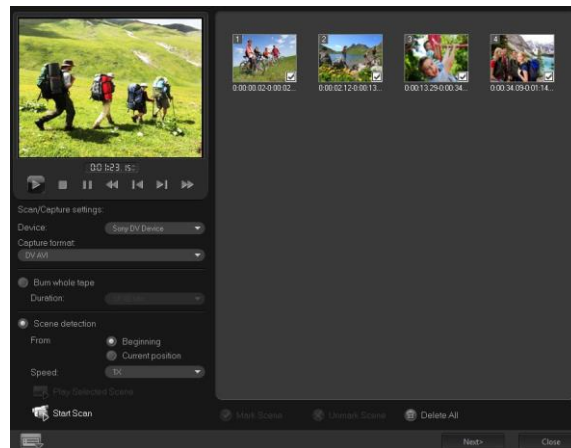 1
2
3
4
0:00:00.02-0:00:02...
0:00:02.12-0:00:13...
0:00:13.29-0:00:34...
0:00:34.09-0:01:14...
Scan/Capture settings:
Device:
Sony DV Device
Capture format:
DV AVI
Burn whole tape
Duration:
Scene detection
From:
Beginning
Current position
Speed:
1X
Play Selected Scene
Start Scan
Mark Scene
Unmark Scene
Delete All
Next>
Close